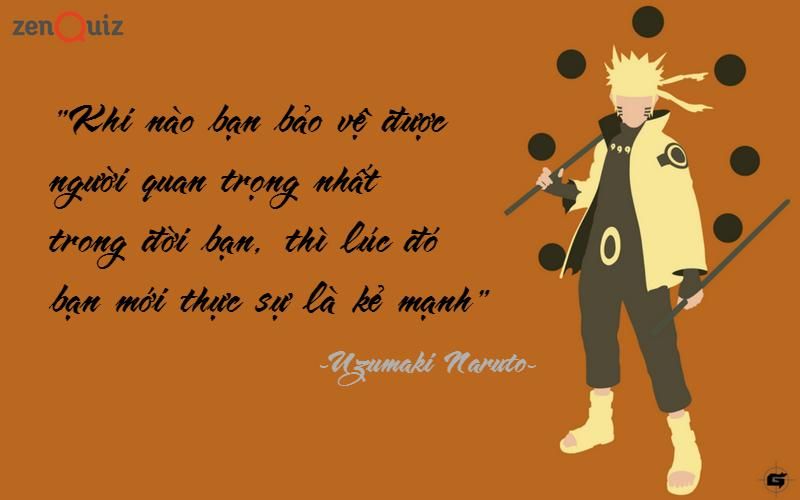 zenQuiz
"Khi nào bạn bảo vệ được
người quan trọng nhất
trong đời bạn, thì lúc đó
bạn mới thực sự là kẻ mạnh"
-Uzumaki Naruto-
G